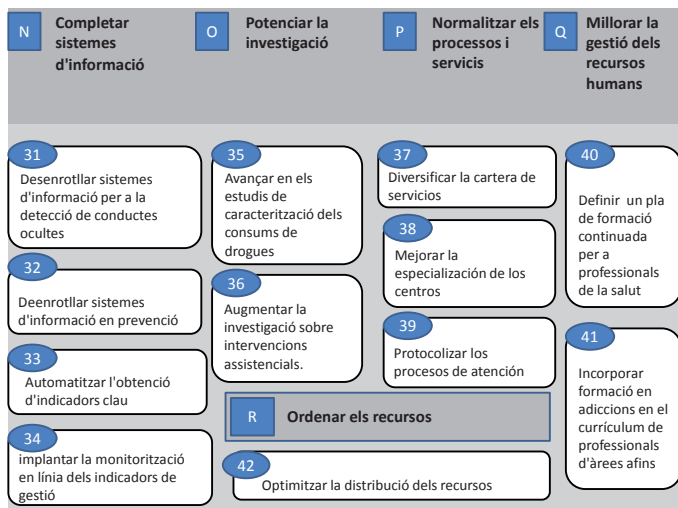 N
Completar
sistemes
d'informació
O
Potenciar la
investigació
P
Normalitzar els
processos i
servicis
Q
Millorar la
gestió dels
recursos
humans
31
Desenrotllar sistemes
d'informació per a la
detecció de conductes
ocultes
32
Deenrotllar sistemes
d'informació en prevenció
33
Automatitzar l'obtenció
d'indicadors clau
34
implantar la monitorització
en línia dels indicadors de
gestió
35
Avançar en els
estudis de
caracterització dels
consums de
drogues
36
Augmentar la
investigació sobre
intervencions
assistencials.
37
Diversificar la cartera de
servicios
38
Mejorar la
especialización de los
centros
39
Protocolizar los
procesos de atención
40
Definir un pla
de formació
continuada
per a
professionals
de la salut
41
Incorporar
formació en
adiccions en el
currículum de
professionals
d'àrees afins
R
Ordenar els recursos
42
Optimitzar la distribució dels recursos